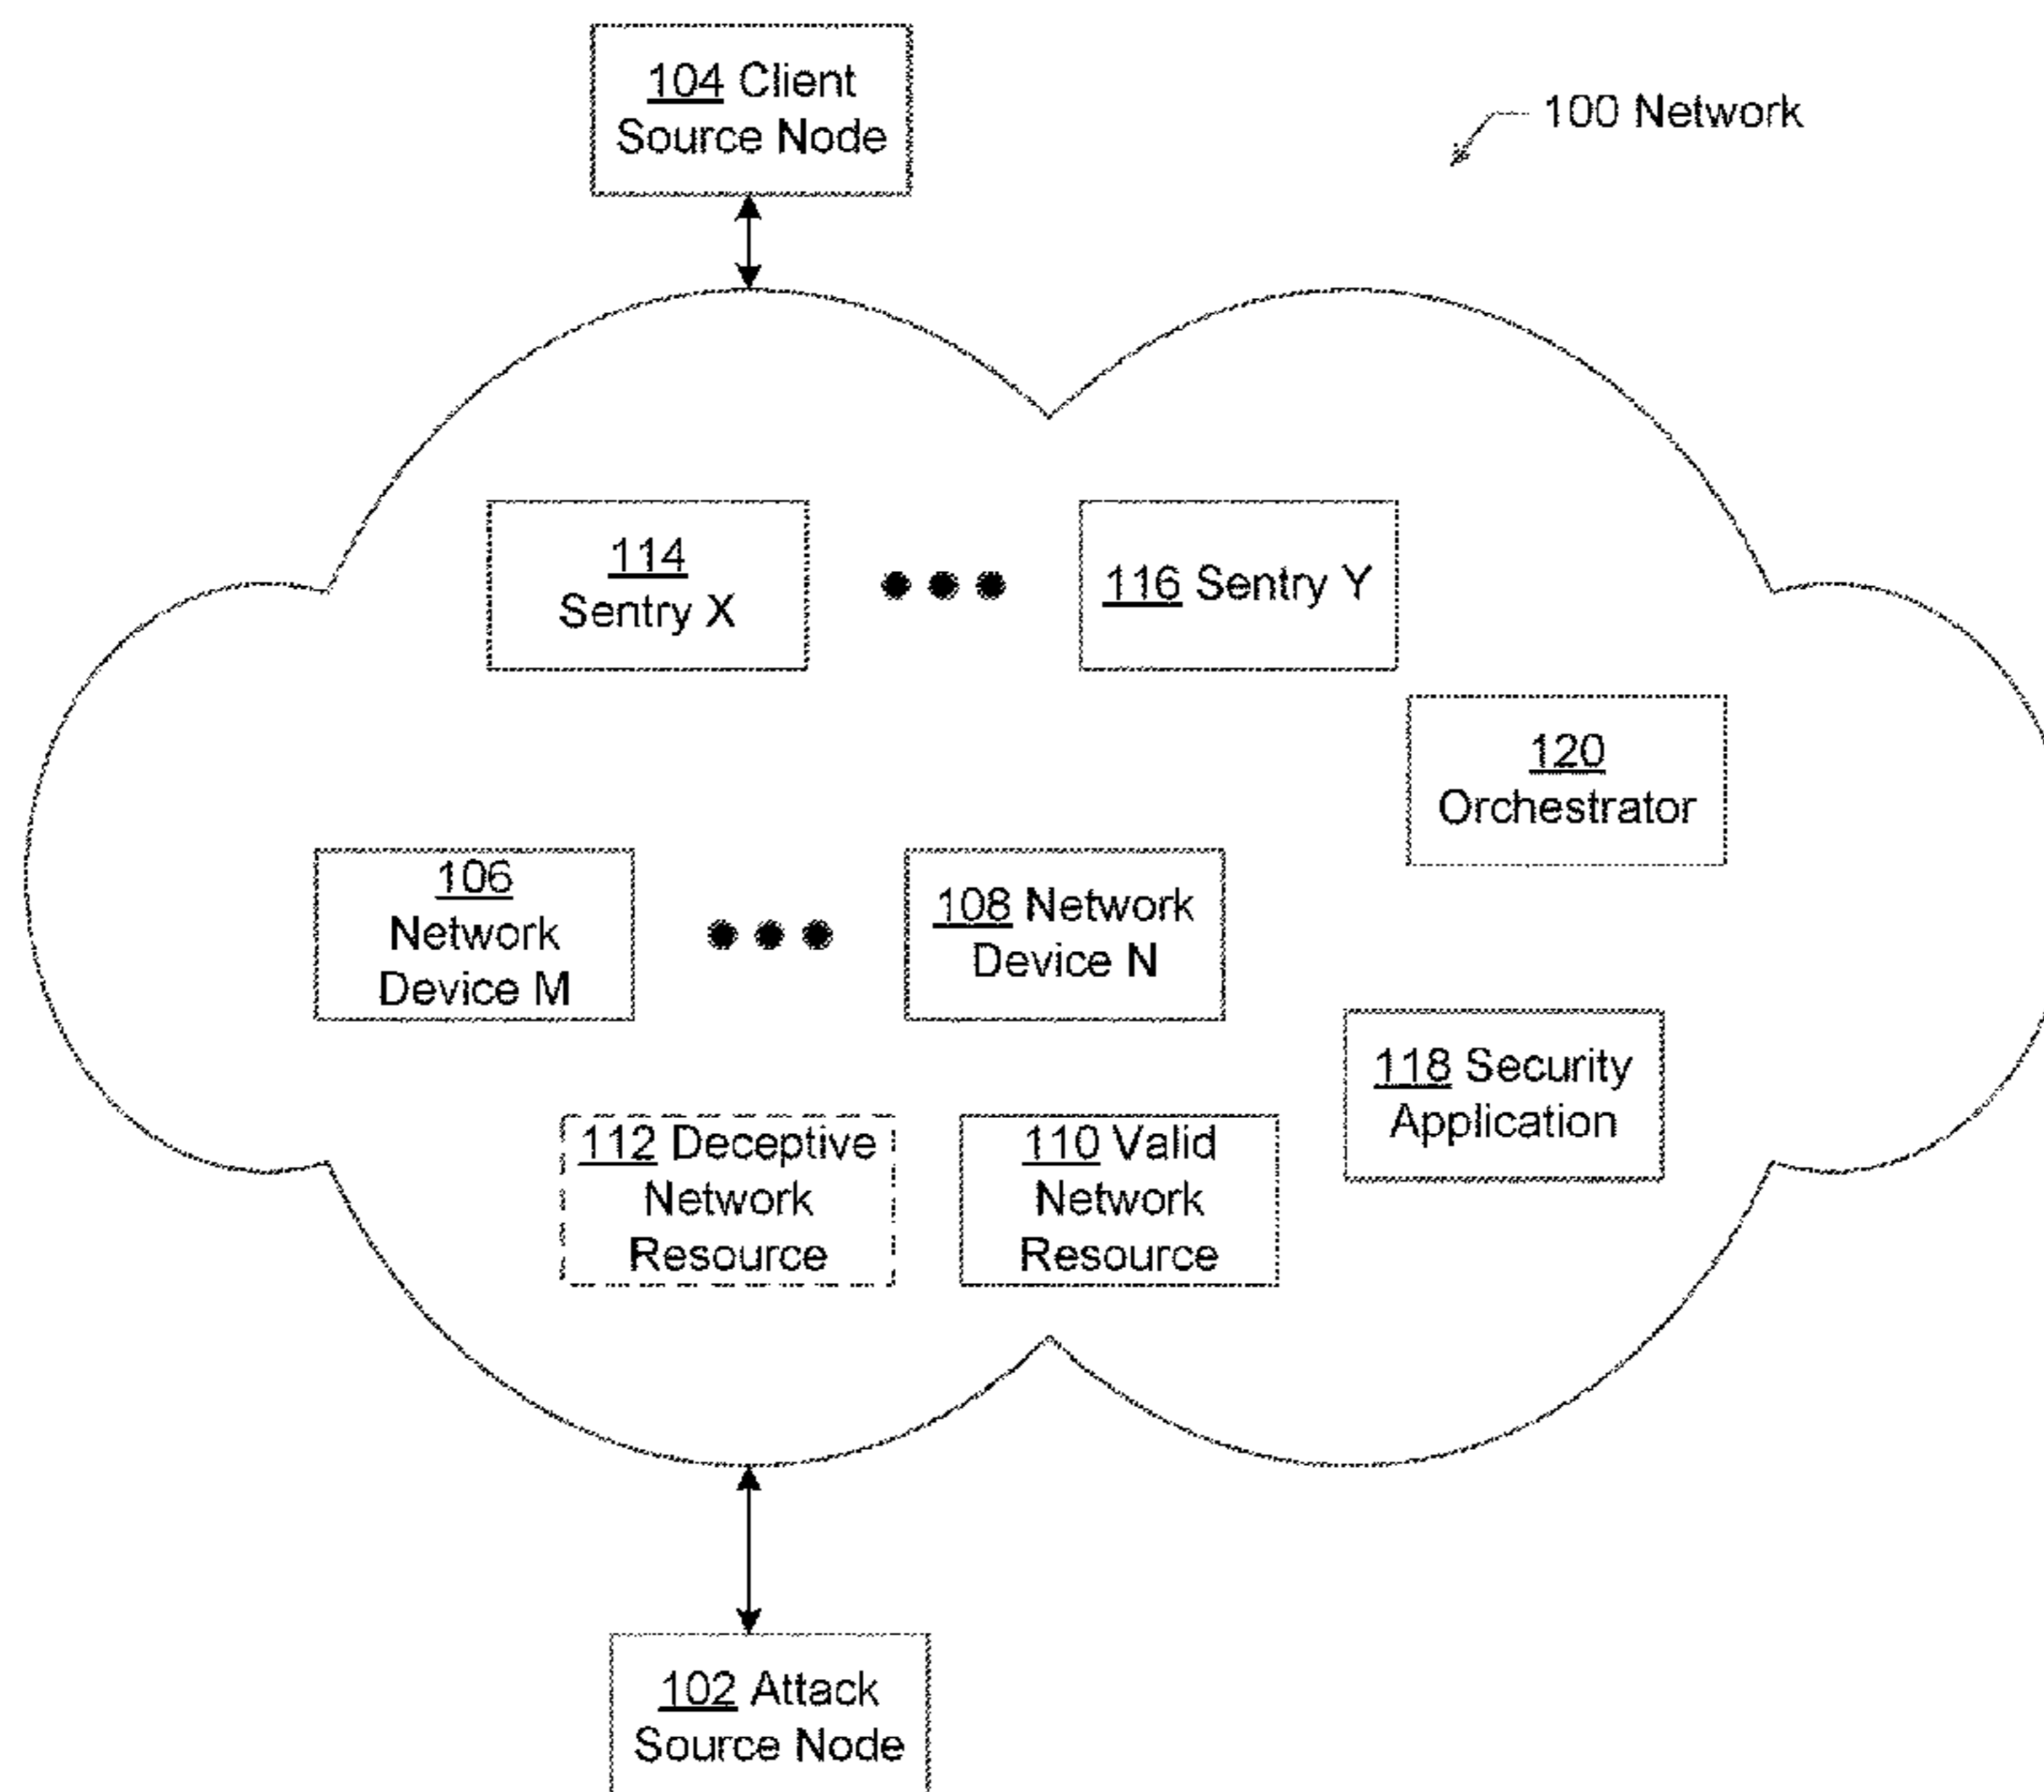 104 Client
Source Node
100 Network
114
Sentry X
116 Sentry Y
120
Orchestrator
106
Network
Device M
108 Network
Device N
118 Security
Application
112 Deceptive
Network
Resource
110 Valid
Network
Resource
102 Attack
Source Node